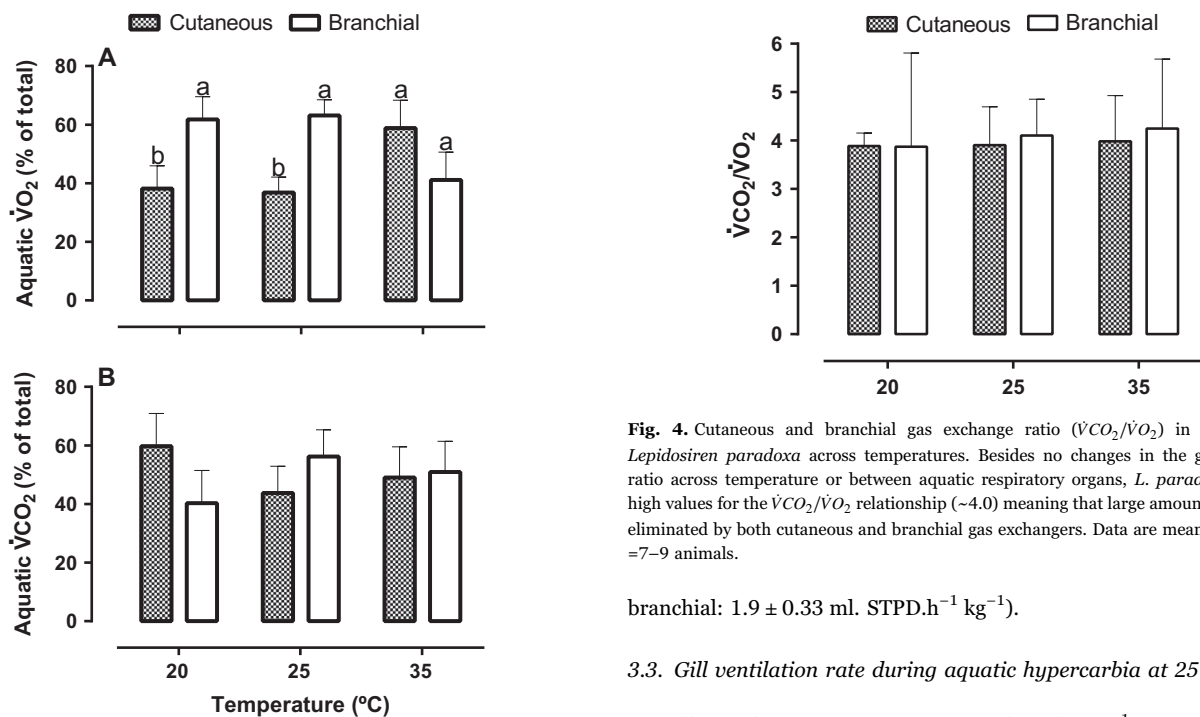 Cutaneous Branchial
A
80
60
40
20
0
Aquatic V̇O₂ (% of total)
b a b a a a
B
80
60
40
20
0
Aquatic V̇CO₂ (% of total)
20 25 35
Temperature (ºC)
Cutaneous Branchial
6
5
4
3
2
1
0
V̇CO₂/V̇O₂
20 25 35
Fig. 4. Cutaneous and branchial gas exchange ratio (V̇CO₂/V̇O₂) in
Lepidosiren paradoxa across temperatures. Besides no changes in the
ratio across temperature or between aquatic respiratory organs, L.
high values for the V̇CO₂/V̇O₂ relationship (~4.0) meaning that large
eliminated by both cutaneous and branchial gas exchangers. Data are
=7–9 animals.
branchial: 1.9 ± 0.33 ml. STPD.h⁻¹ kg⁻¹).
3.3. Gill ventilation rate during aquatic hypercarbia at 25